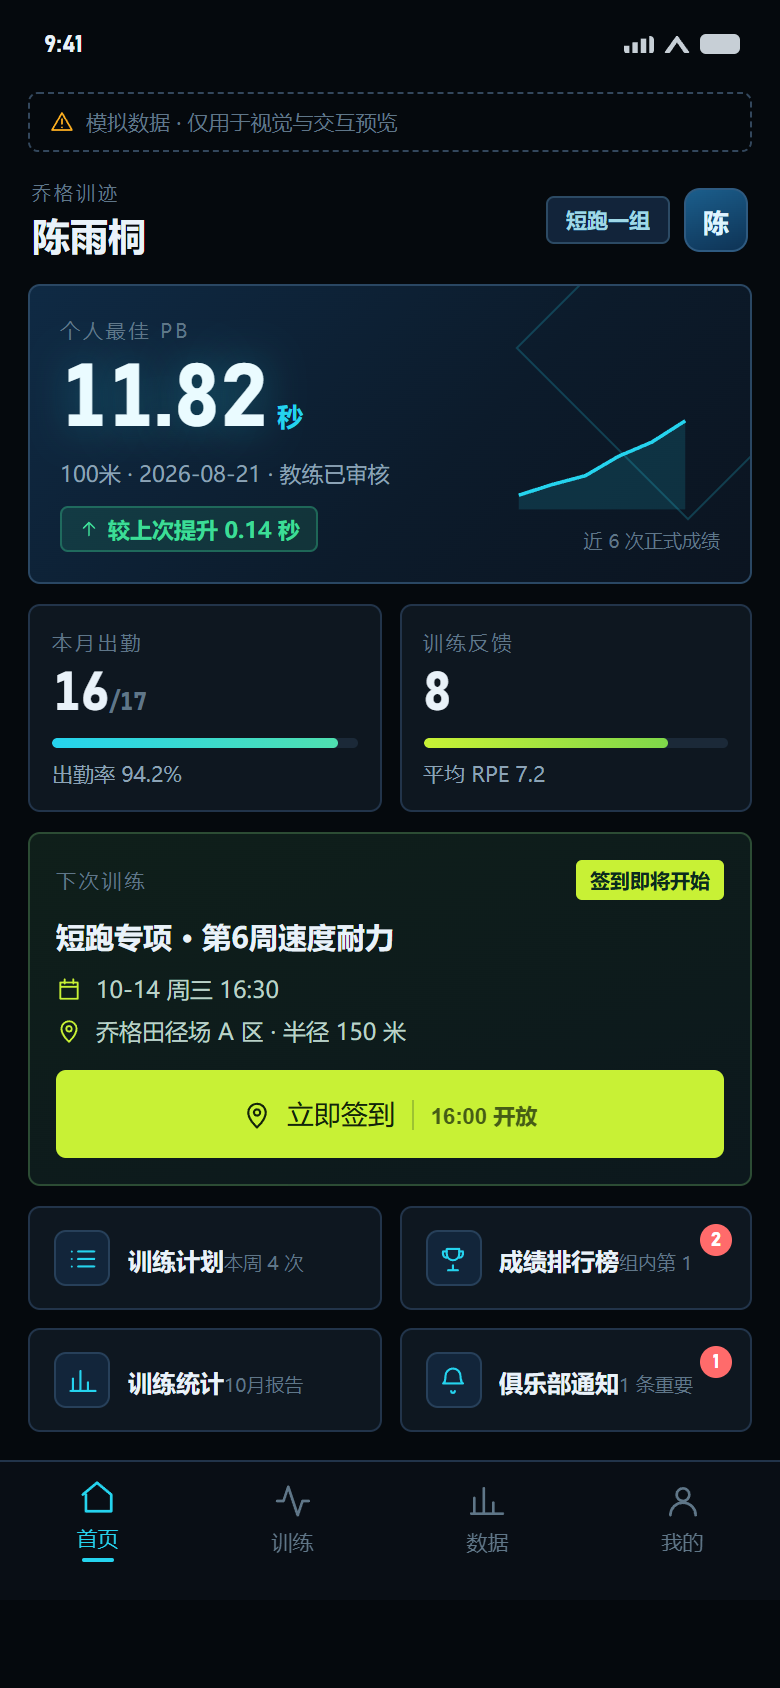 9:41
模拟数据 · 仅用于视觉与交互预览
乔格训迹
陈雨桐
短跑一组
陈
个人最佳 PB
11.82 秒
100米 · 2026-08-21 · 教练已审核
↑ 较上次提升 0.14 秒
近 6 次正式成绩
本月出勤
16/17
出勤率 94.2%
训练反馈
8
平均 RPE 7.2
下次训练
签到即将开始
短跑专项 · 第6周速度耐力
10-14 周三 16:30
乔格田径场 A 区 · 半径 150 米
立即签到 16:00 开放
训练计划本周 4 次
成绩排行榜组内第 1
2
训练统计10月报告
俱乐部通知1 条重要
1
首页
训练
数据
我的